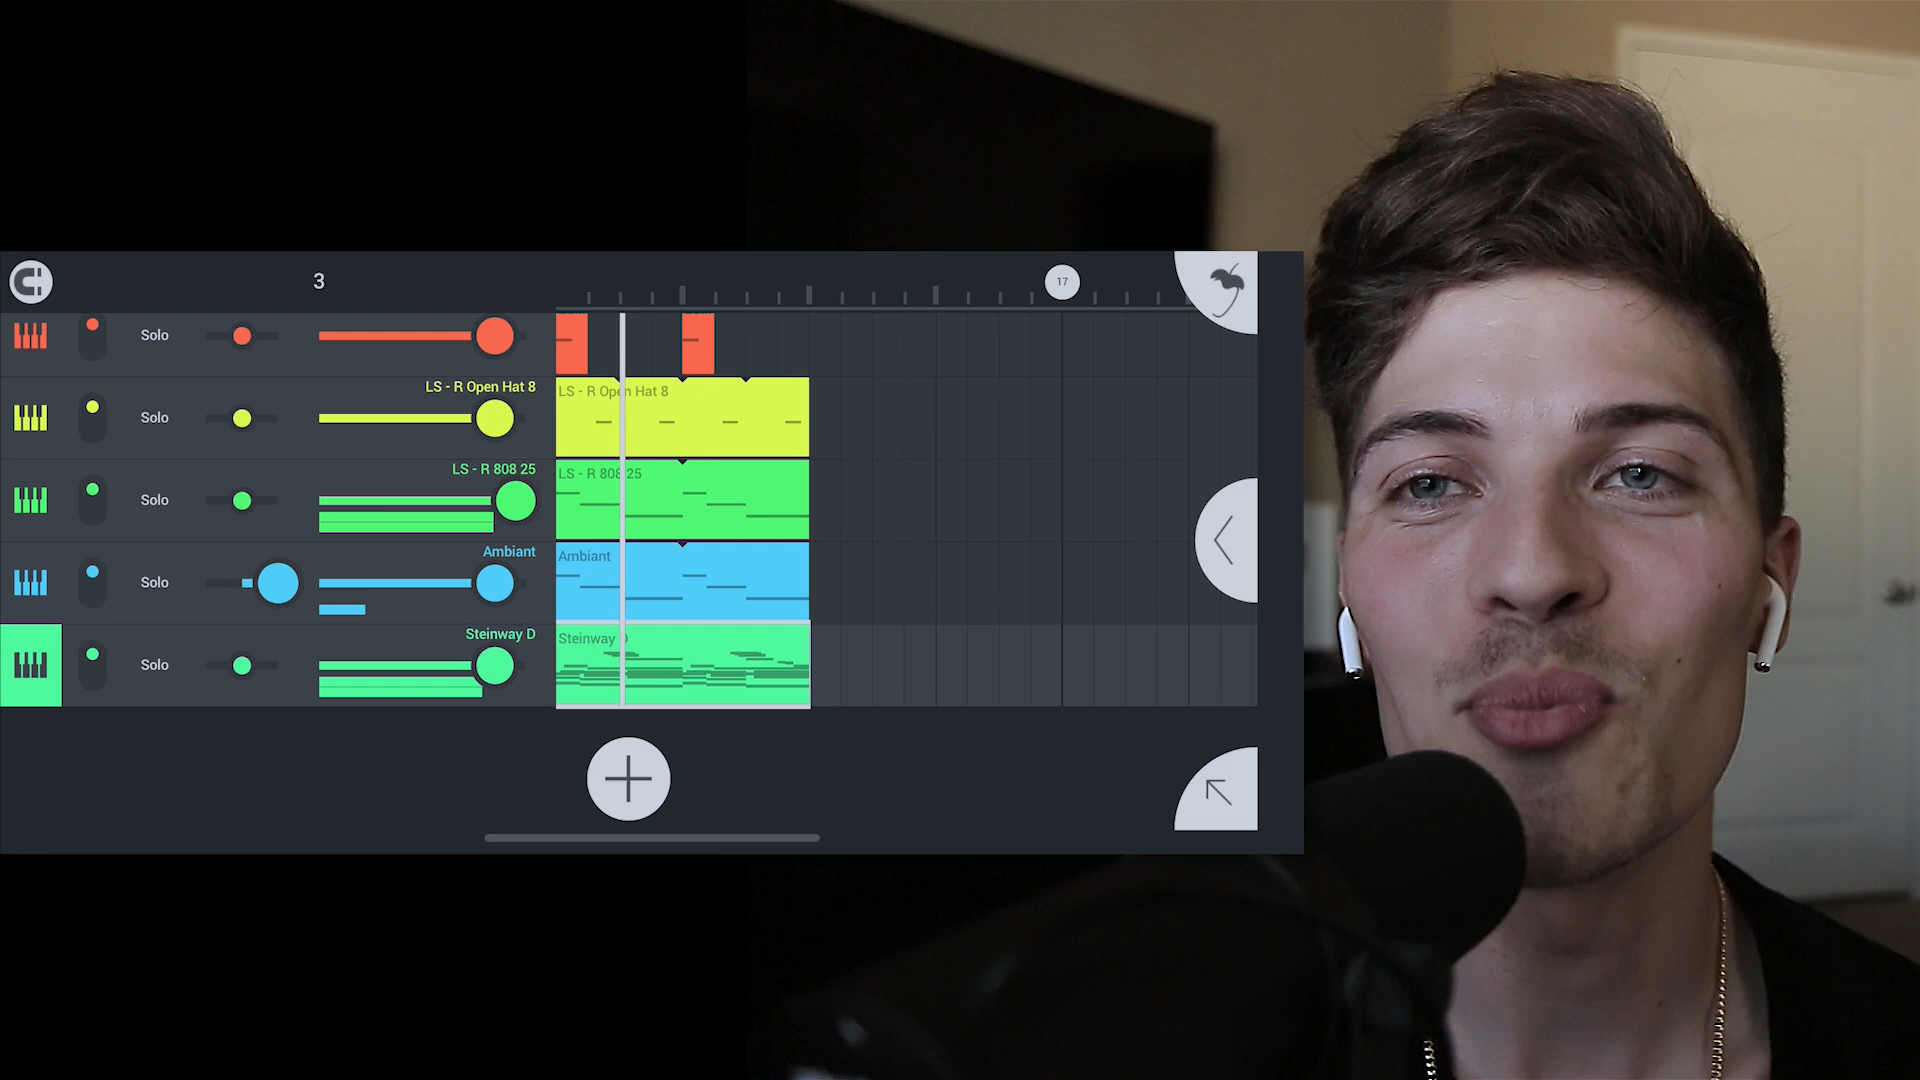 3
17
Solo
LS - R Open Hat 8
Solo
LS - R Open Hat 8
LS - R 808 25
Solo
LS - R 808 25
Ambiant
Solo
Ambiant
Steinway D
Solo
Steinway D